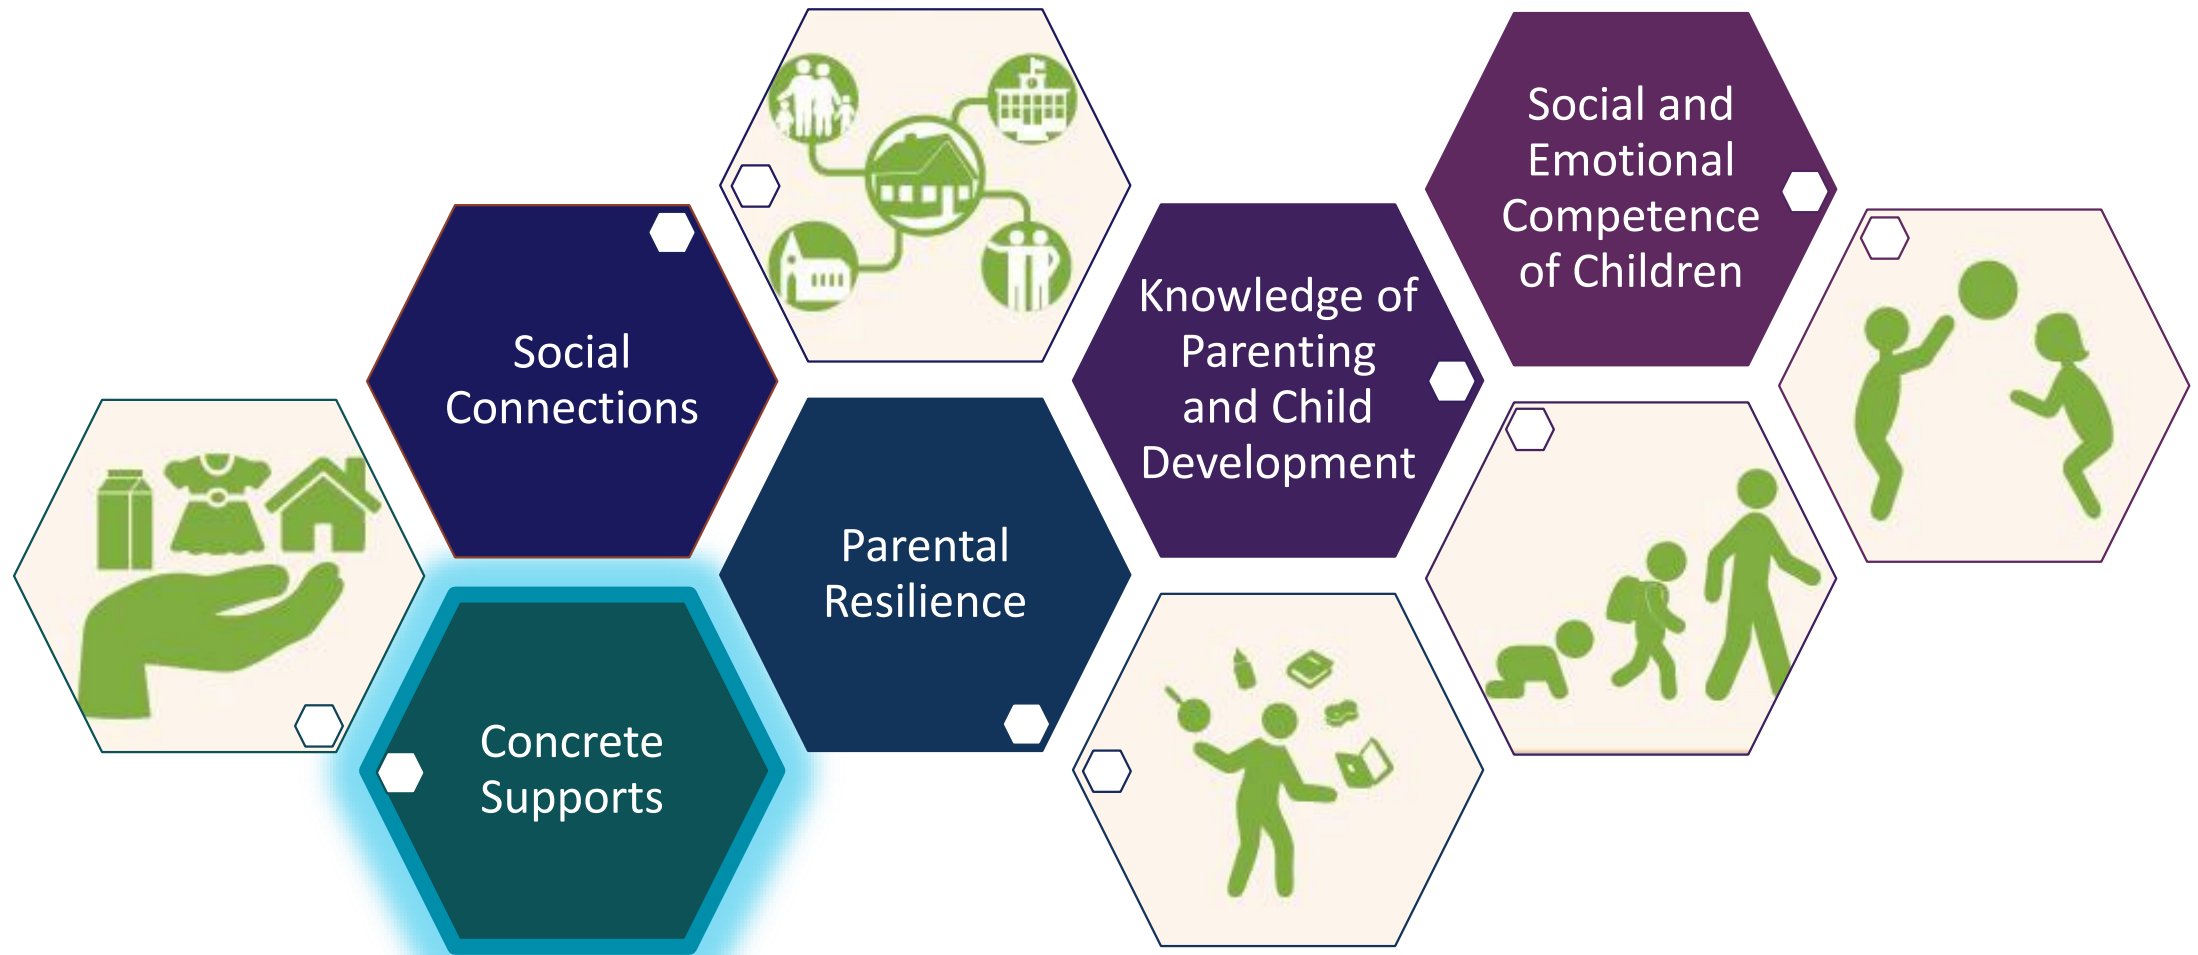 Social
Connections
Concrete
Supports
Parental
Resilience
Knowledge of
Parenting
and Child
Development
Social and
Emotional
Competence
of Children